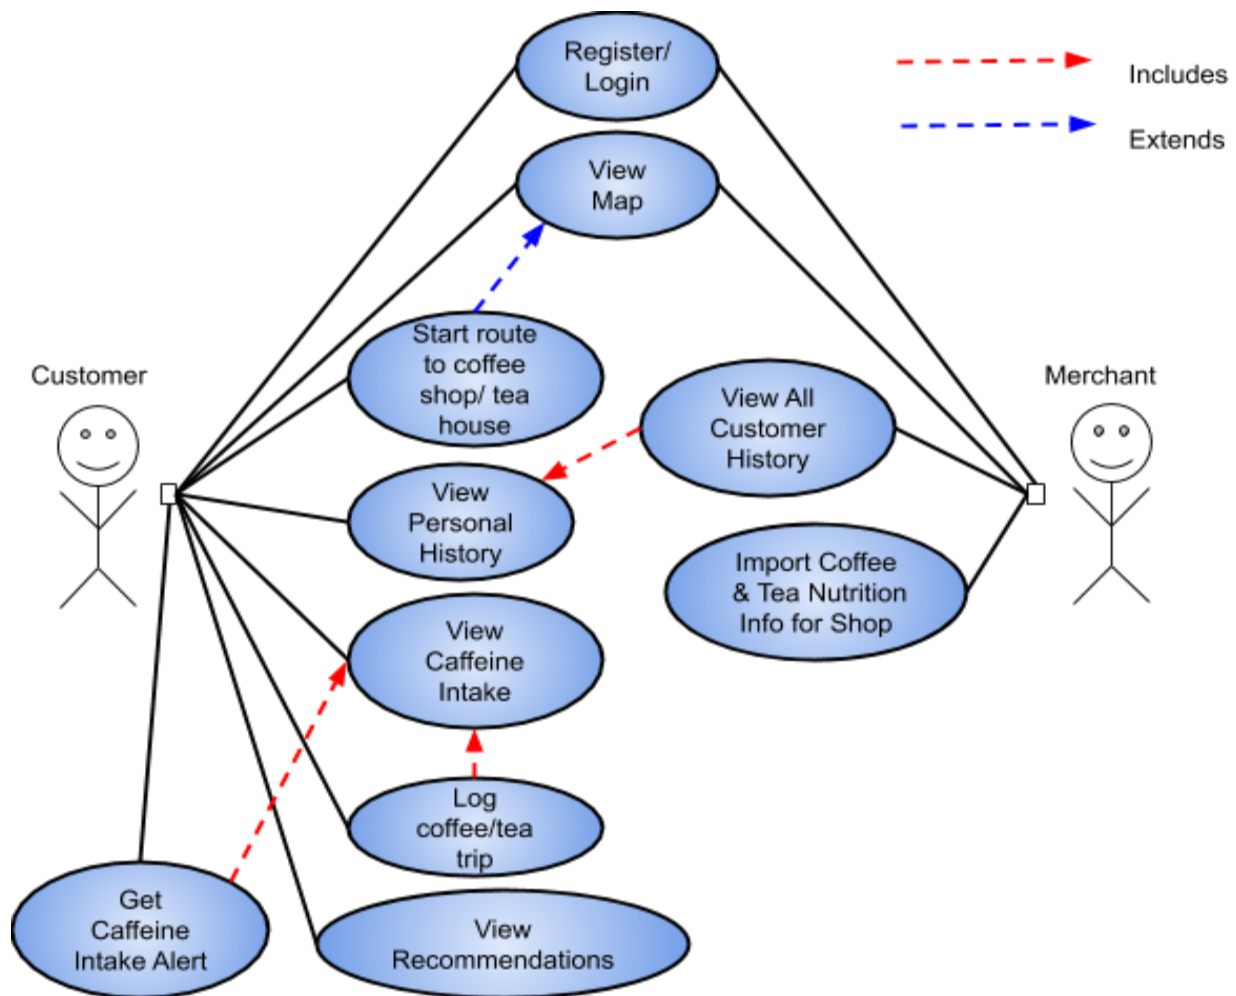 Register/
Login
Includes
Extends
View
Map
Start route
to coffee
shop/ tea
house
Customer
Merchant
View All
Customer
History
View
Personal
History
Import Coffee
& Tea Nutrition
Info for Shop
View
Caffeine
Intake
Log
coffee/tea
trip
Get
Caffeine
Intake Alert
View
Recommendations